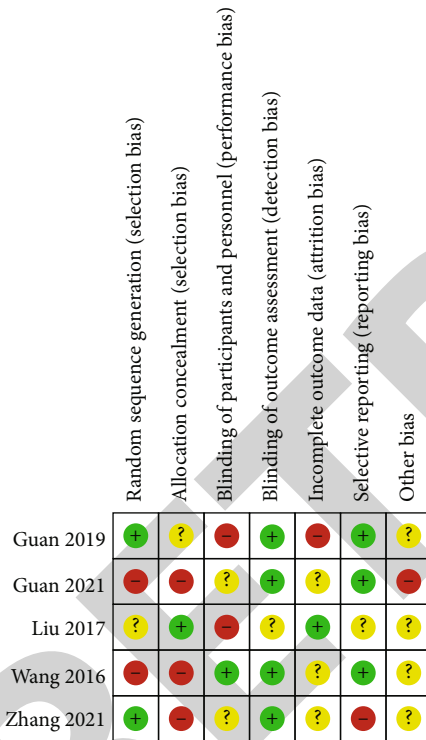 Random sequence generation (selection bias)
Allocation concealment (selection bias)
Blinding of participants and personnel (performance bias)
Blinding of outcome assessment (detection bias)
Incomplete outcome data (attrition bias)
Selective reporting (reporting bias)
Other bias
Guan 2019 + ? – + – + ?
Guan 2021 – – ? + ? + –
Liu 2017 ? + – ? + ? ?
Wang 2016 – – + + ? + ?
Zhang 2021 + – ? + ? – ?